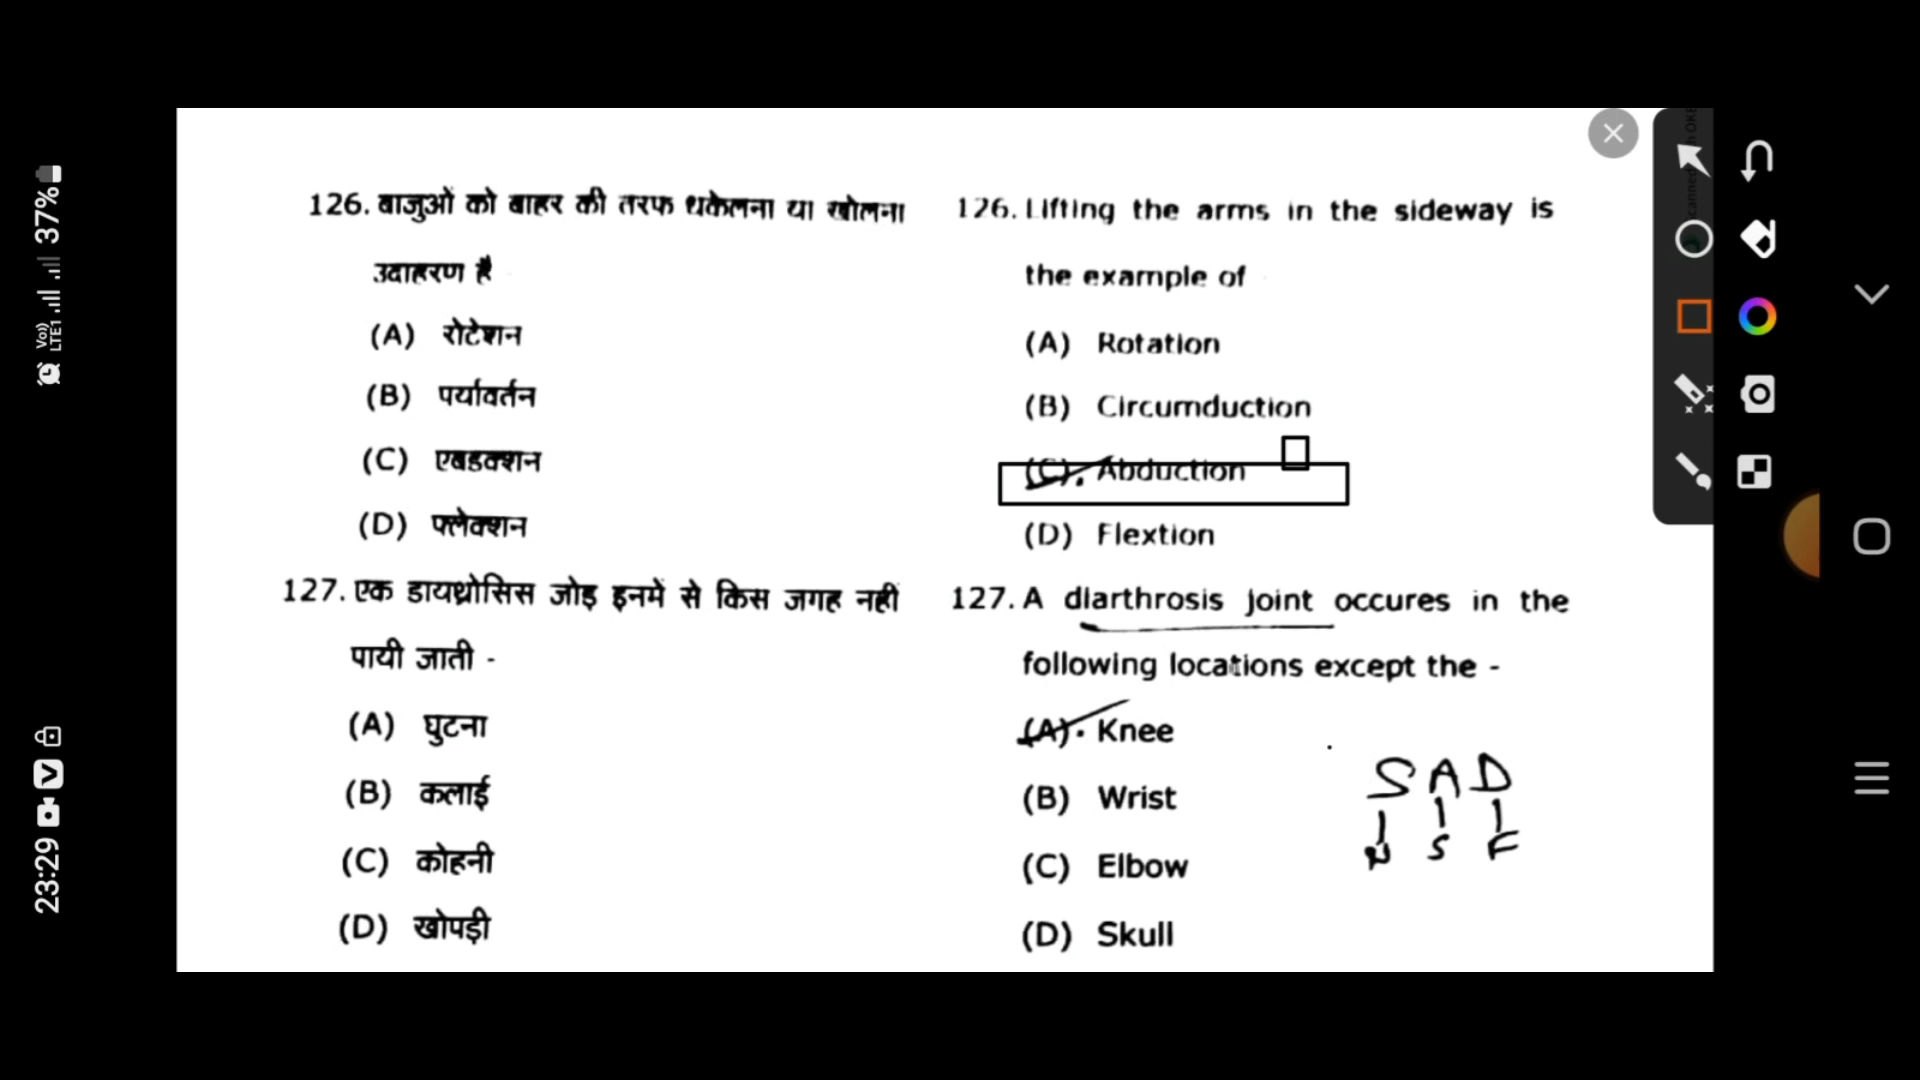 126. बाजुओं को बाहर की तरफ धकेलना या खोलना
उदाहरण है
(A) रोटेशन
(B) पर्यावर्तन
(C) एबडक्शन
(D) फ्लेक्शन
127. एक डायथ्रोसिस जोड़ इनमें से किस जगह नहीं
पायी जाती -
(A) घुटना
(B) कलाई
(C) कोहनी
(D) खोपड़ी
126. Lifting the arms in the sideway is
the example of
(A) Rotation
(B) Circumduction
(C) Abduction
(D) Flextion
127. A diarthrosis joint occures in the
following locations except the -
(A) Knee
(B) Wrist
(C) Elbow
(D) Skull
S A D
N S F
37%
Vo))
LTE1
23:29